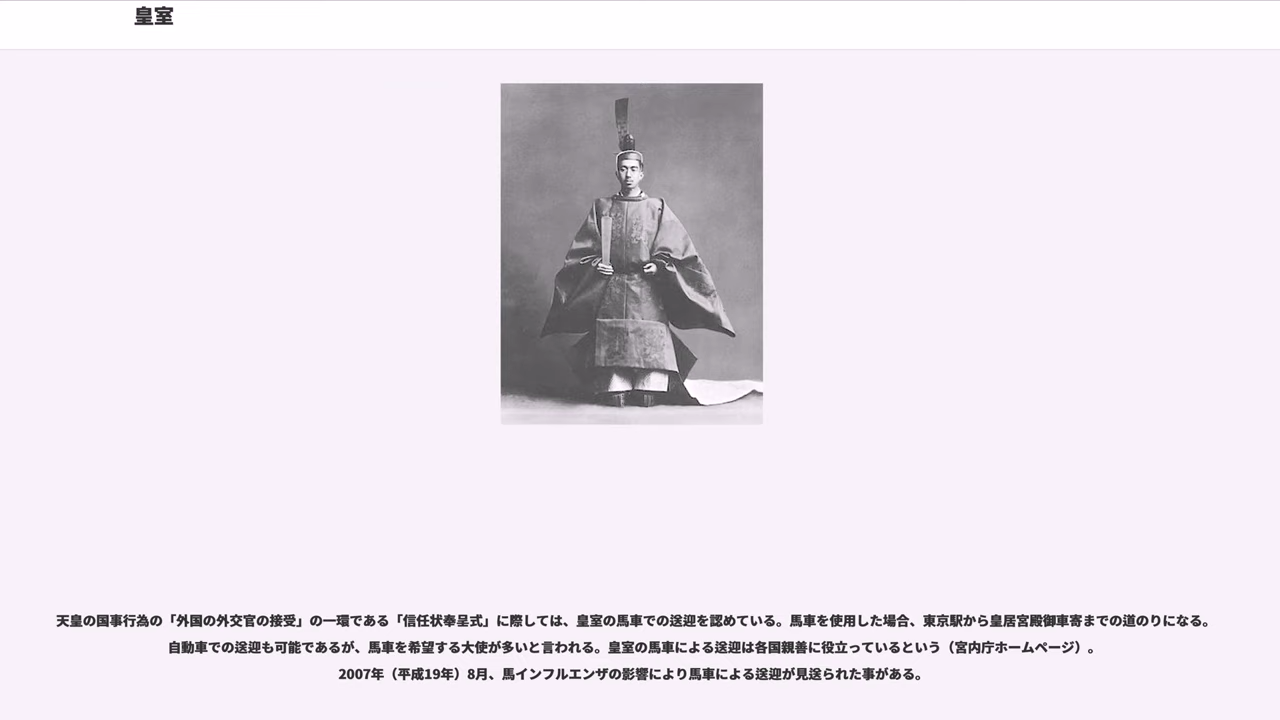 皇室
天皇の国事行為の「外国の外交官の接受」の一環である「信任状奉呈式」に際しては、皇室の馬車での送迎を認めている。馬車を使用した場合、東京駅から皇居宮殿御車寄までの道のりになる。
自動車での送迎も可能であるが、馬車を希望する大使が多いと言われる。皇室の馬車による送迎は各国親善に役立っているという（宮内庁ホームページ）。
2007年（平成19年）8月、馬インフルエンザの影響により馬車による送迎が見送られた事がある。